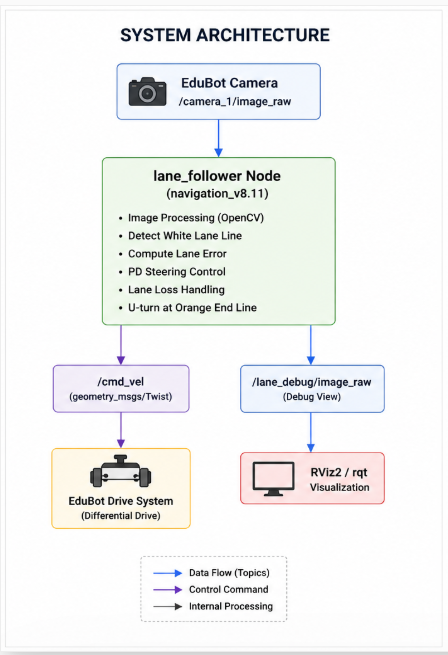 SYSTEM ARCHITECTURE
EduBot Camera
/camera_1/image_raw
lane_follower Node
(navigation_v8.11)
• Image Processing (OpenCV)
• Detect White Lane Line
• Compute Lane Error
• PD Steering Control
• Lane Loss Handling
• U-turn at Orange End Line
/cmd_vel
(geometry_msgs/Twist)
/lane_debug/image_raw
(Debug View)
EduBot Drive System
(Differential Drive)
RViz2 / rqt
Visualization
Data Flow (Topics)
Control Command
Internal Processing